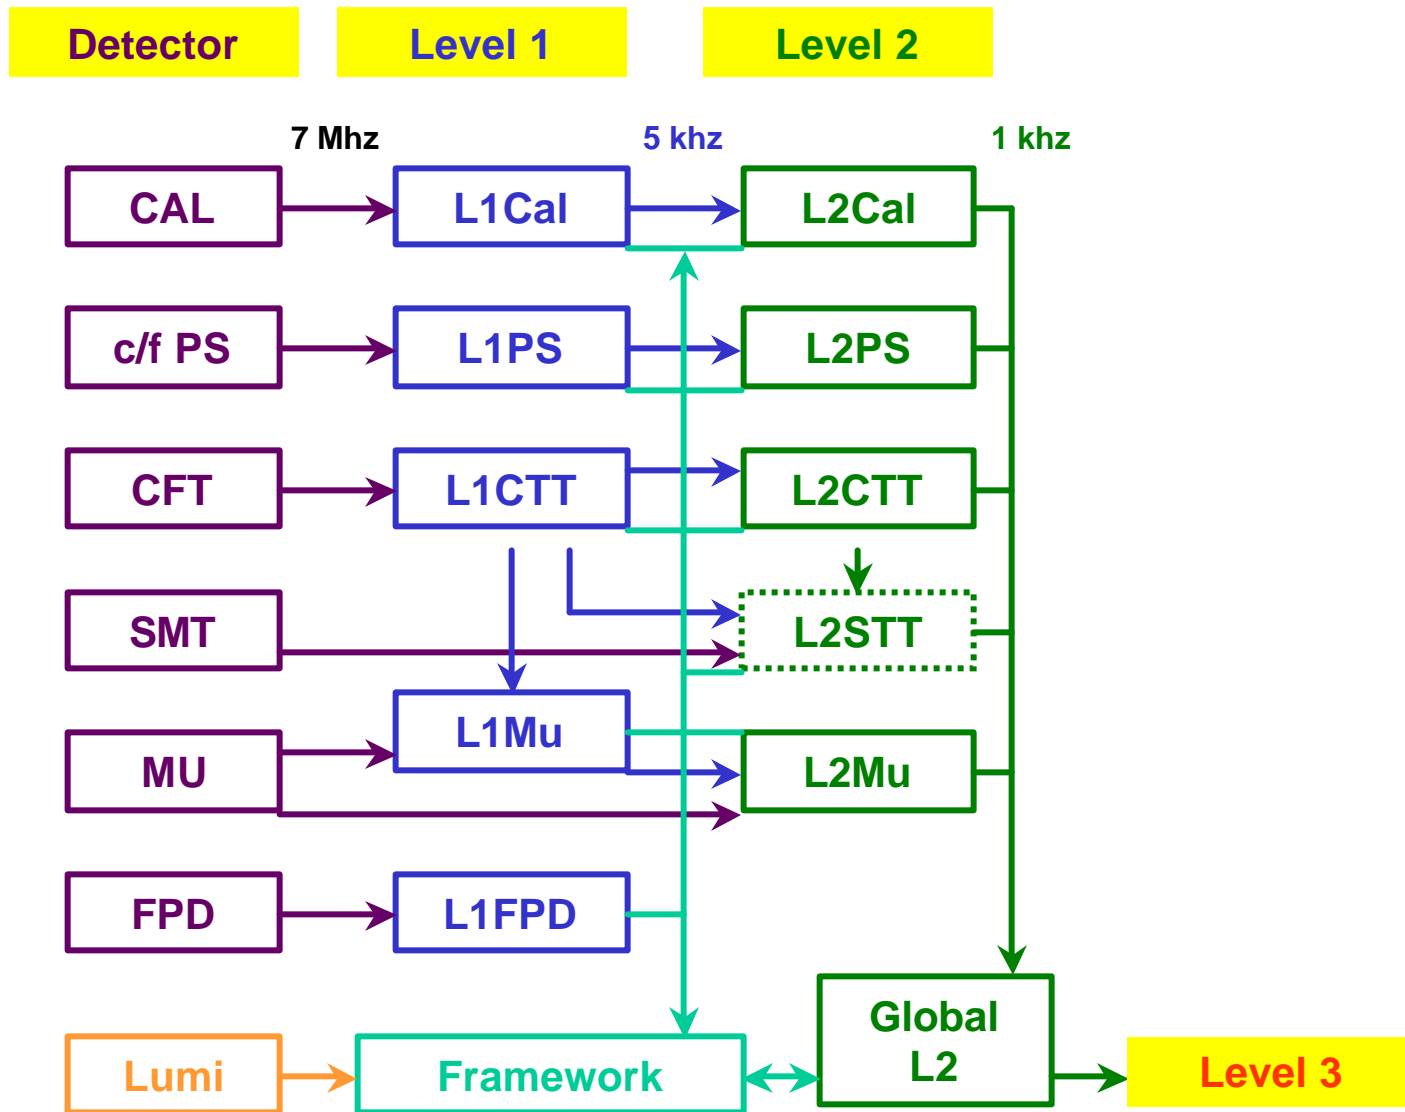 Detector
Level 1
Level 2
7 Mhz
5 khz
1 khz
CAL
L1Cal
L2Cal
c/f PS
L1PS
L2PS
CFT
L1CTT
L2CTT
SMT
L2STT
L1Mu
MU
L2Mu
FPD
L1FPD
Global
L2
Lumi
Framework
Level 3